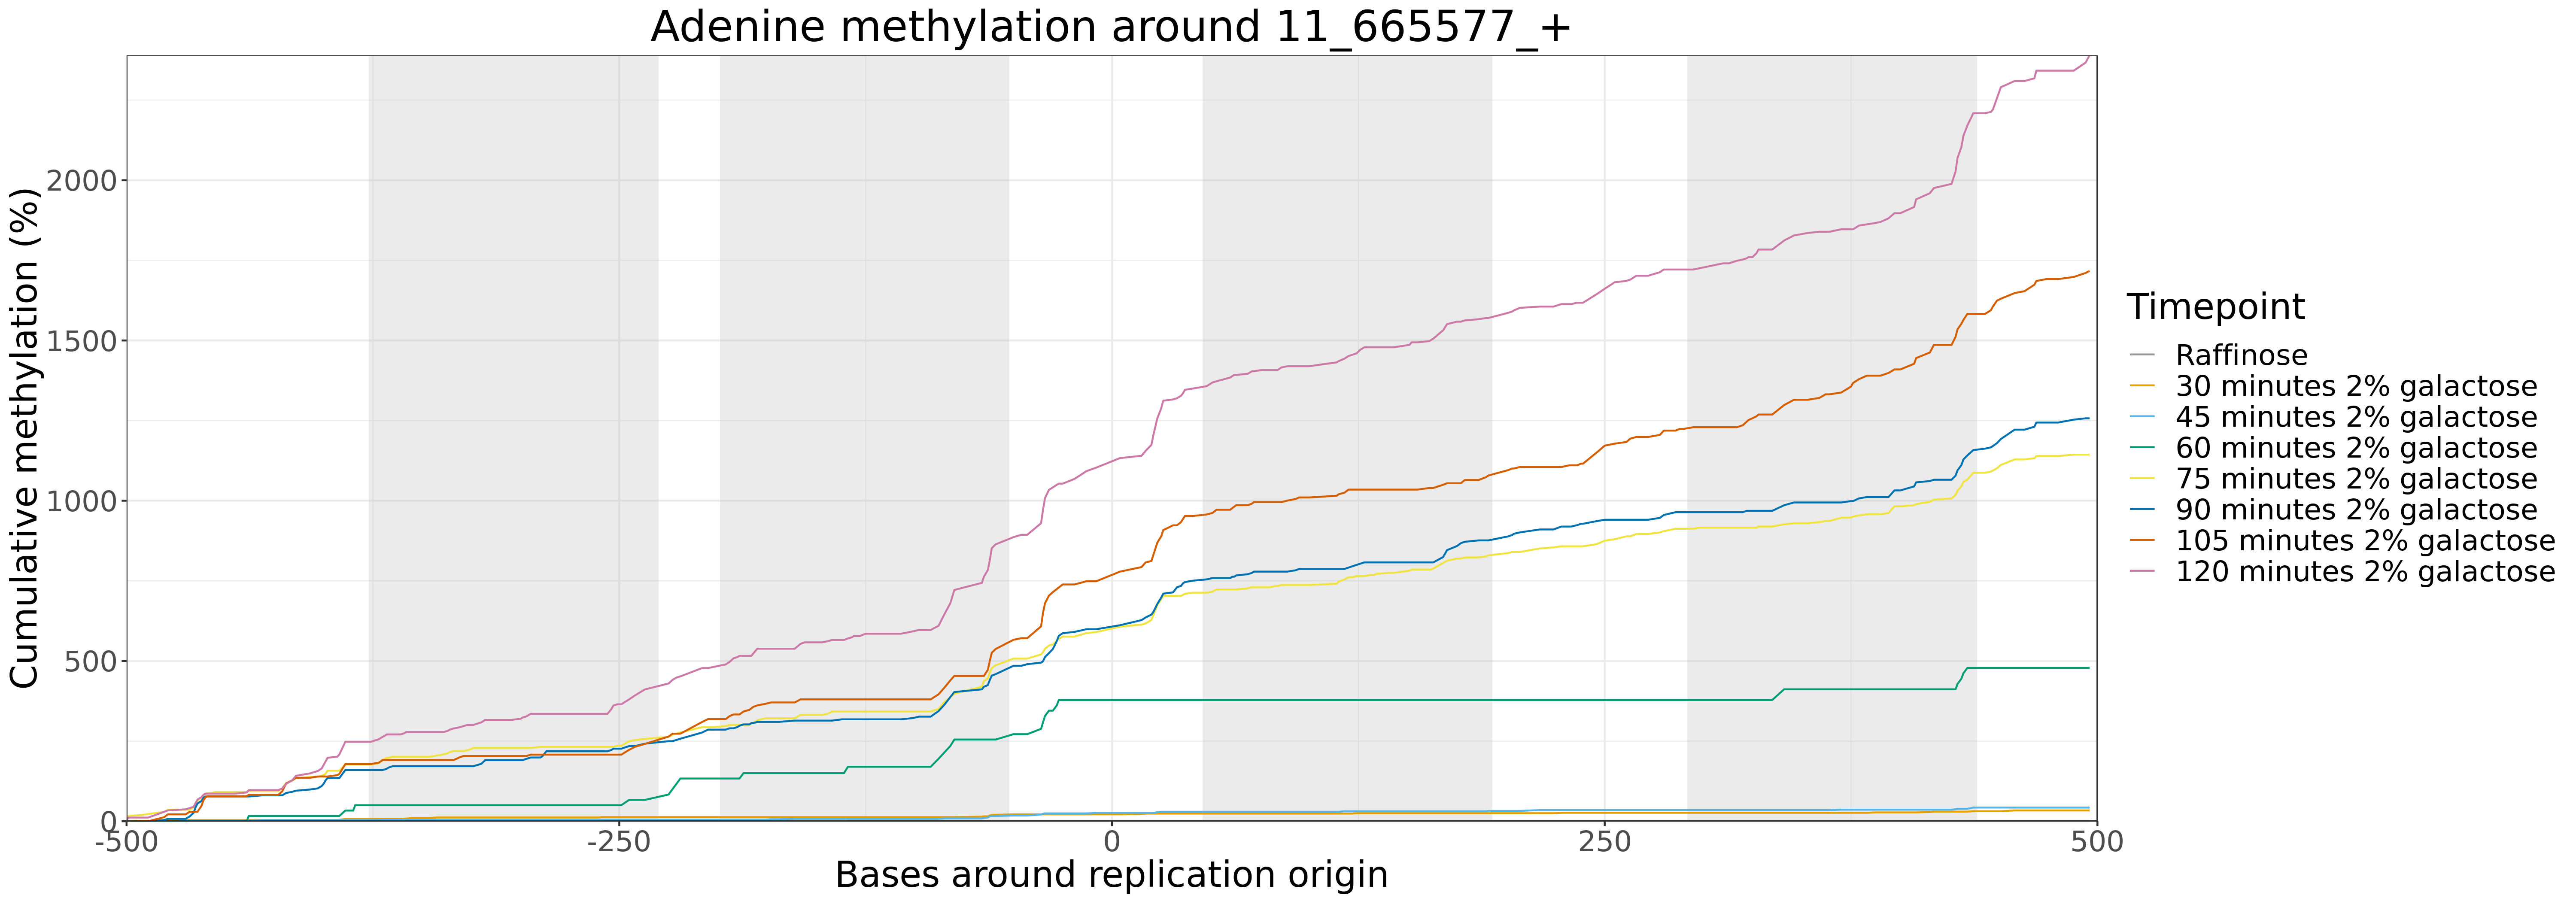 Adenine methylation around 11_665577_+
Cumulative methylation (%)
2000
1500
1000
500
0
-500
-250
0
250
500
Bases around replication origin
Timepoint
Raffinose
30 minutes 2% galactose
45 minutes 2% galactose
60 minutes 2% galactose
75 minutes 2% galactose
90 minutes 2% galactose
105 minutes 2% galactose
120 minutes 2% galactose